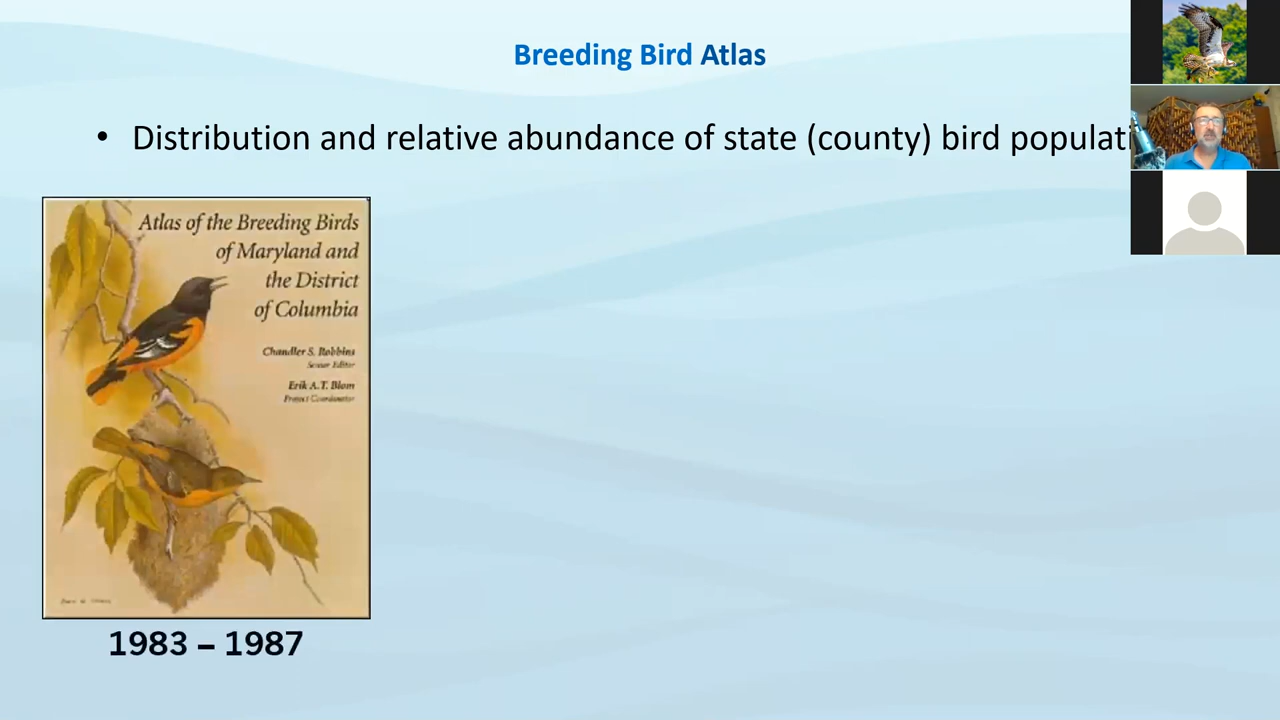 Breeding Bird Atlas
• Distribution and relative abundance of state (county) bird populati
Atlas of the Breeding Birds
of Maryland and
the District
of Columbia
Chandler S. Robbins
Senior Editor
Erik A.T. Blom
Project Coordinator
1983 – 1987